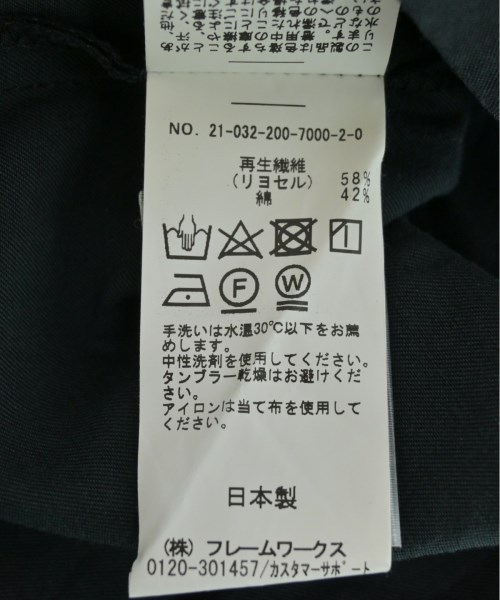 NO. 21-032-200-7000-2-0
再生繊維
(リヨセル) 58%
綿 42%
F
W
手洗いは水温30℃以下をお薦
めします。
中性洗剤を使用してください。
タンブラー乾燥はお避けくだ
さい。
アイロンは当て布を使用して
ください。
日本製
(株) フレームワークス
0120-301457/カスタマーサポート